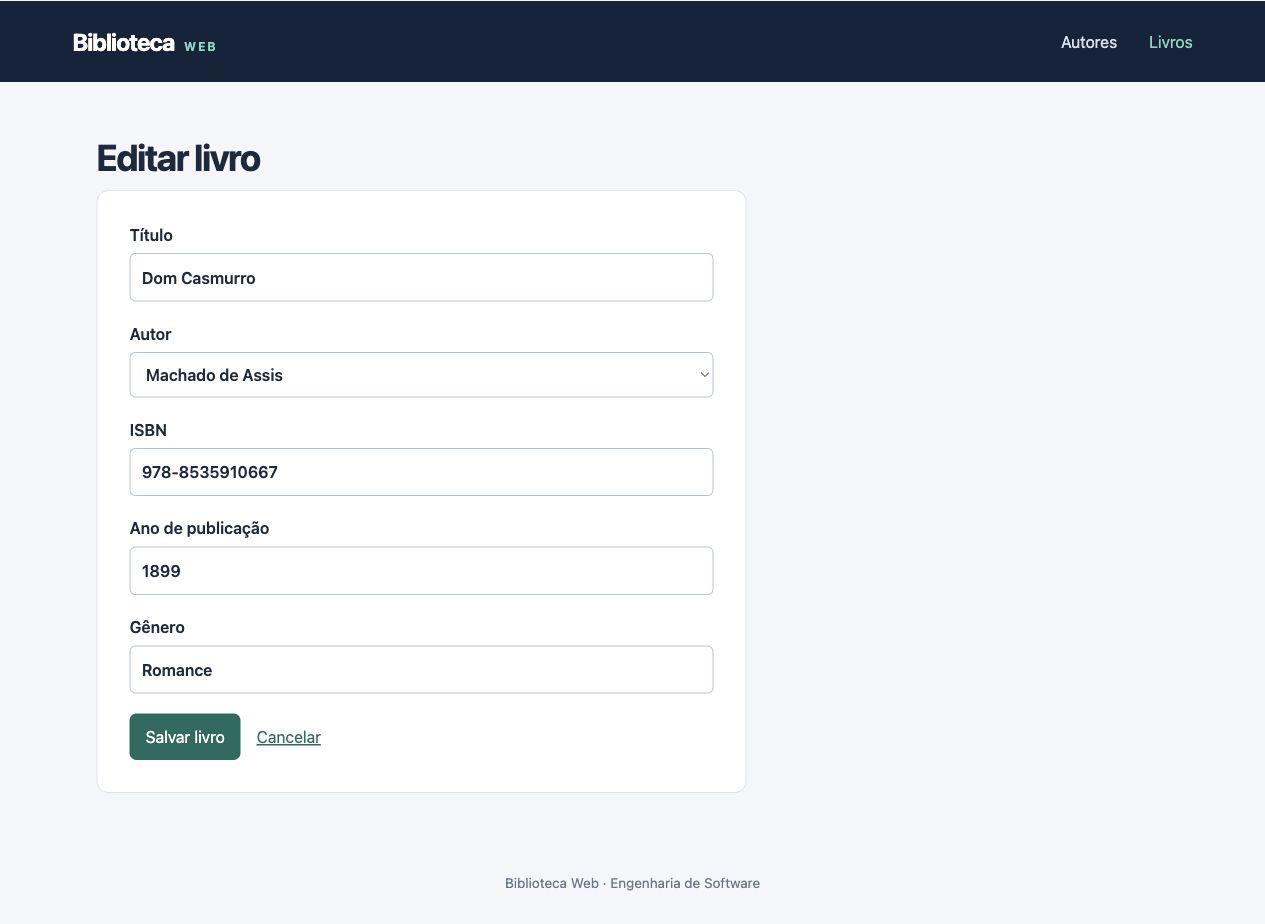 Biblioteca WEB
Autores Livros
Editar livro
Título
Dom Casmurro
Autor
Machado de Assis
ISBN
978-8535910667
Ano de publicação
1899
Gênero
Romance
Salvar livro Cancelar
Biblioteca Web · Engenharia de Software